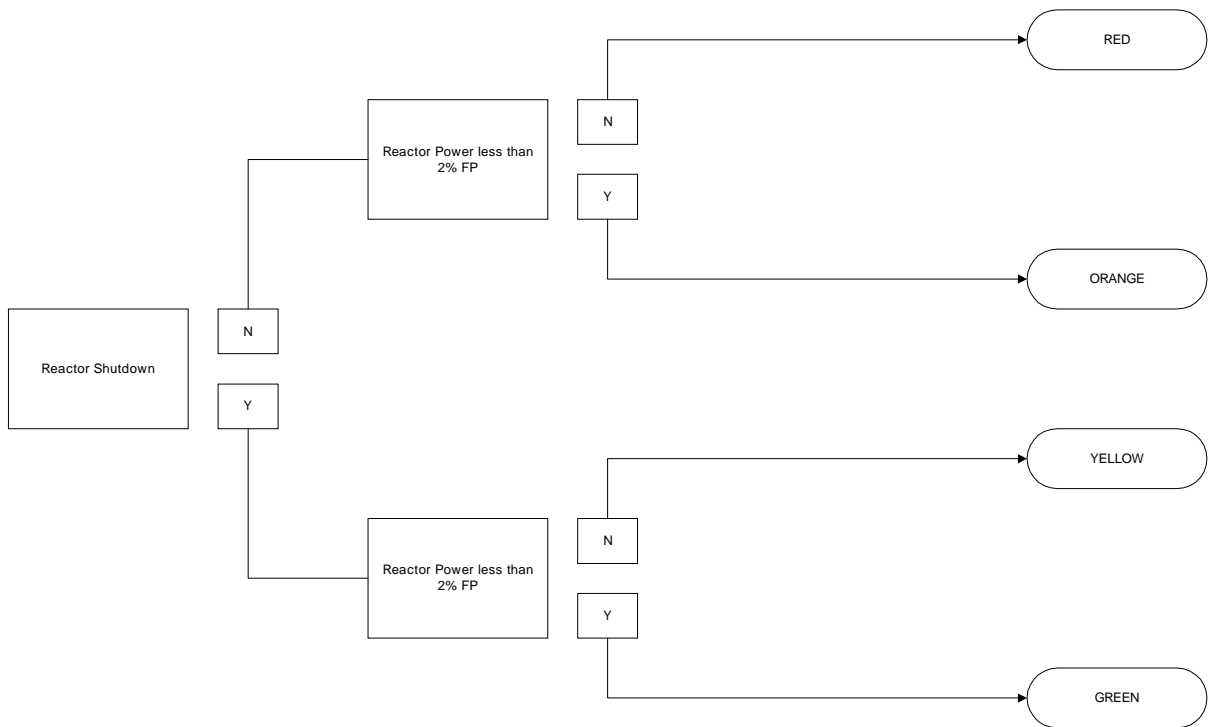 RED
N
Reactor Power less than
2% FP
Y
ORANGE
N
Reactor Shutdown
Y
YELLOW
N
Reactor Power less than
2% FP
Y
GREEN